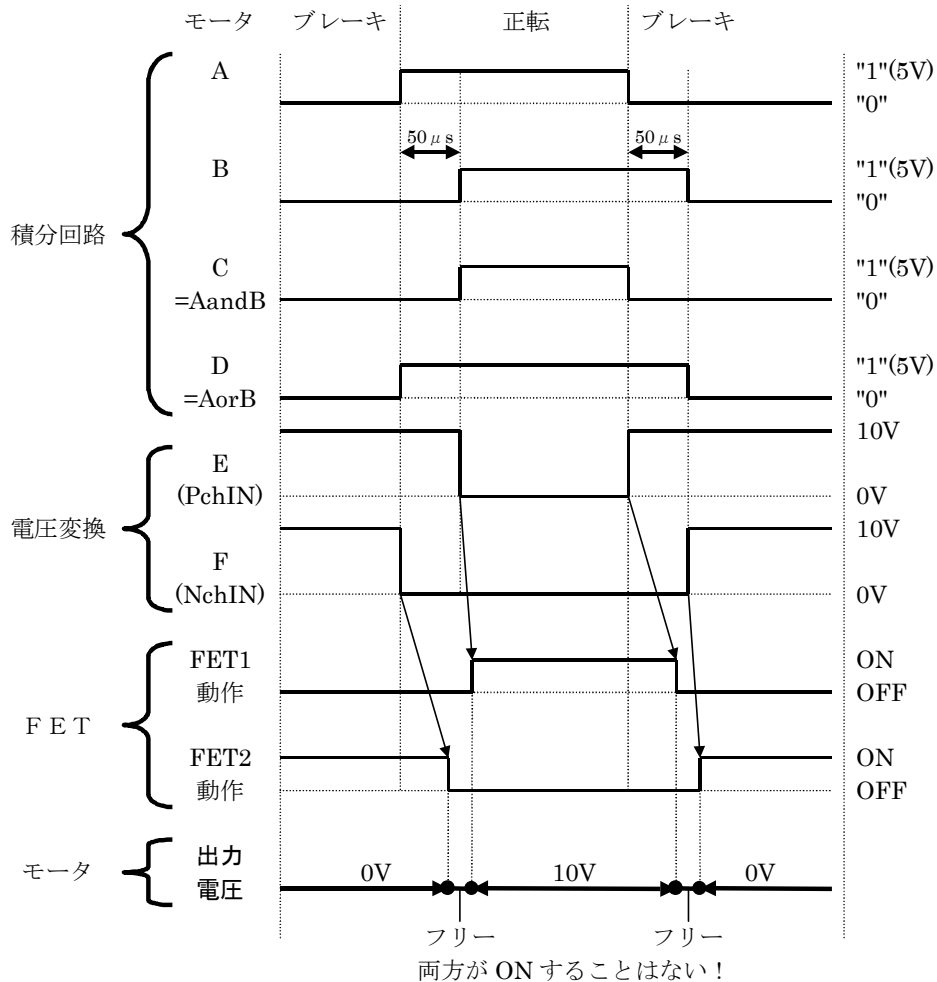 モータ ブレーキ 正転 ブレーキ
A "1"(5V)
"0"
50μs 50μs
B "1"(5V)
"0"
積分回路
C "1"(5V)
=AandB "0"
D "1"(5V)
=AorB "0"
10V
E
(PchIN) 0V
電圧変換 10V
F
(NchIN) 0V
FET1 ON
動作 OFF
FET
FET2 ON
動作 OFF
モータ
出力
電圧
0V 10V 0V
フリー フリー
両方が ON することはない!